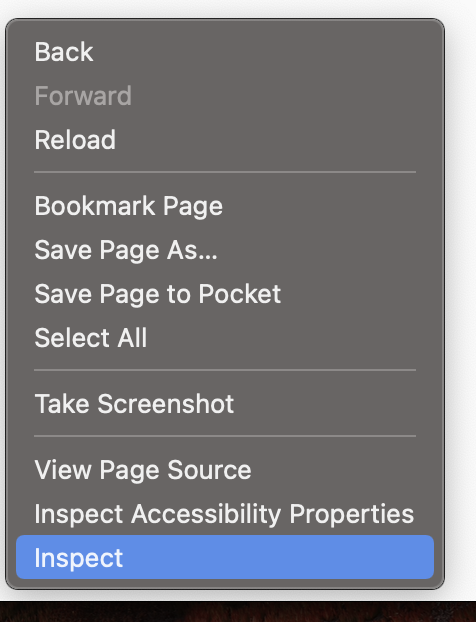 Back
Forward
Reload
Bookmark Page
Save Page As...
Save Page to Pocket
Select All
Take Screenshot
View Page Source
Inspect Accessibility Properties
Inspect